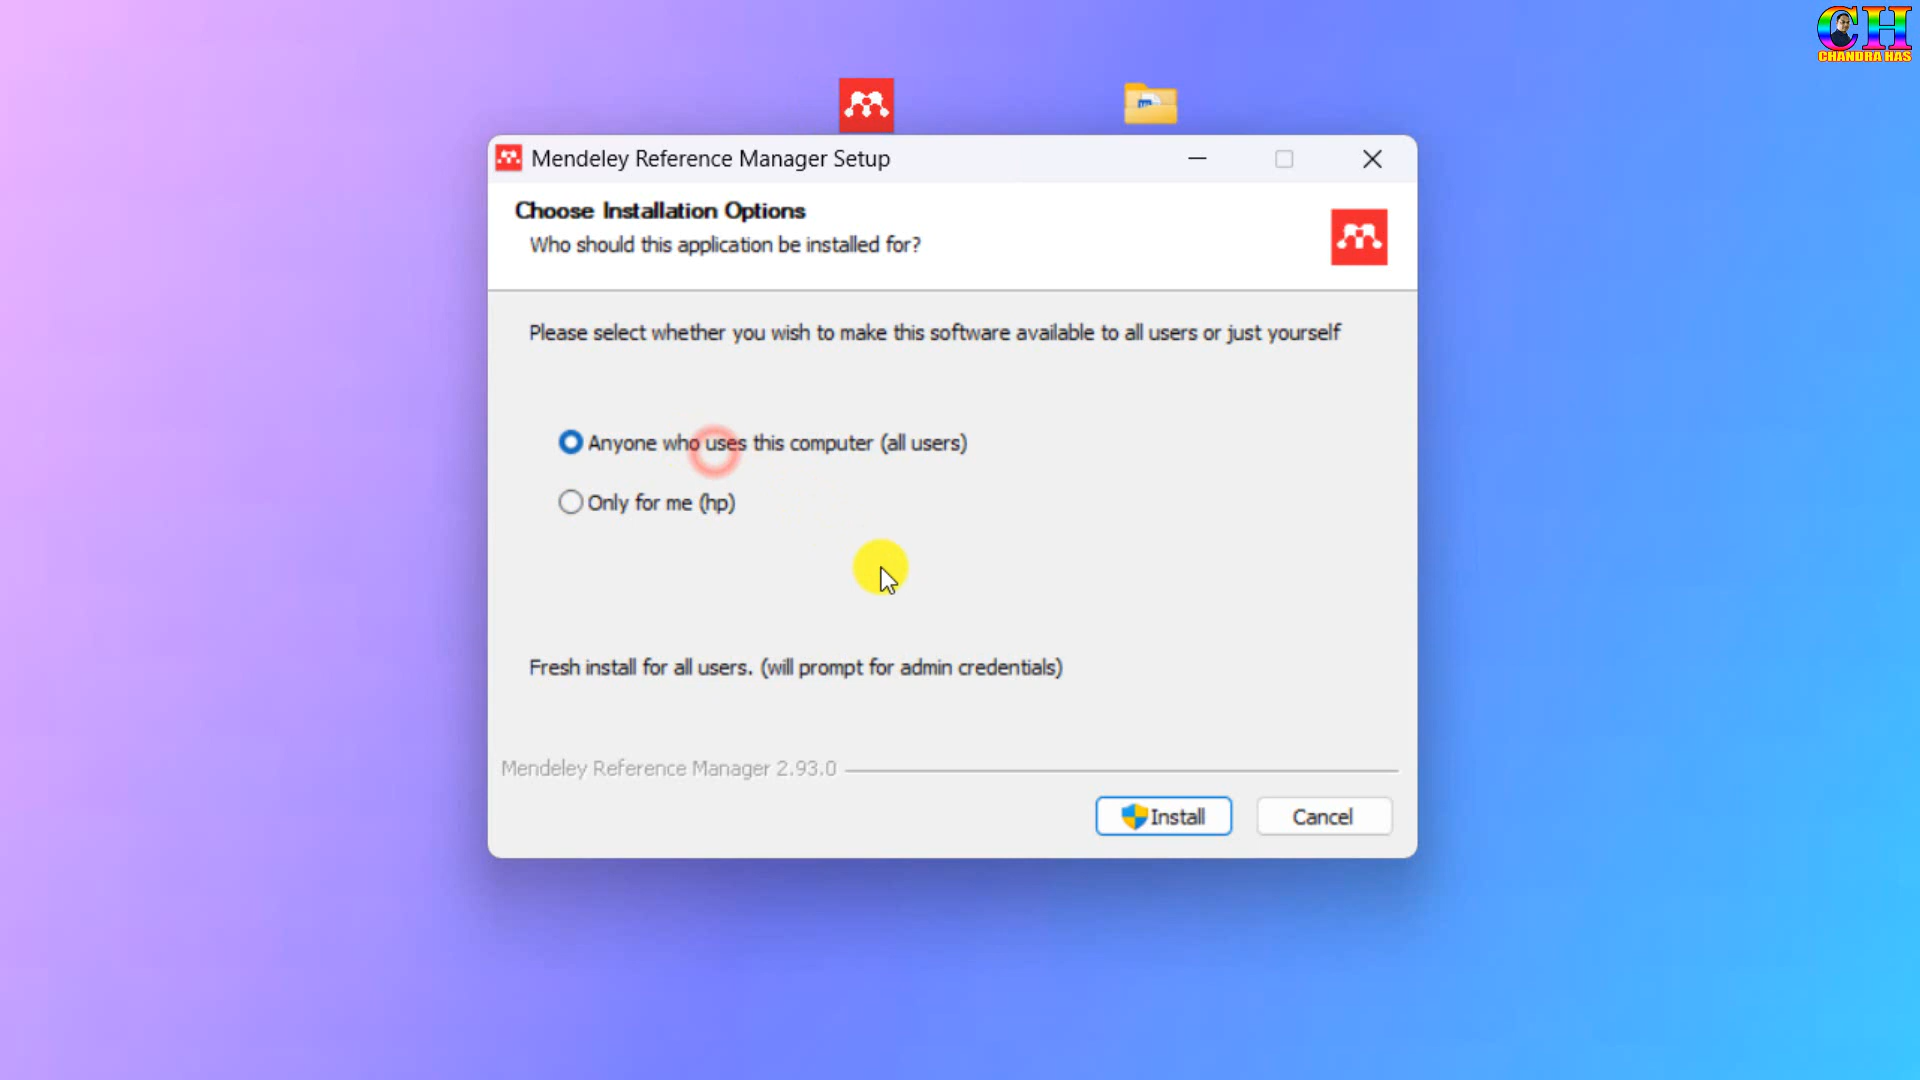 CH
CHANDRA HAS
Mendeley Reference Manager Setup
Choose Installation Options
Who should this application be installed for?
Please select whether you wish to make this software available to all users or just yourself
Anyone who uses this computer (all users)
Only for me (hp)
Fresh install for all users. (will prompt for admin credentials)
Mendeley Reference Manager 2.93.0
Install
Cancel